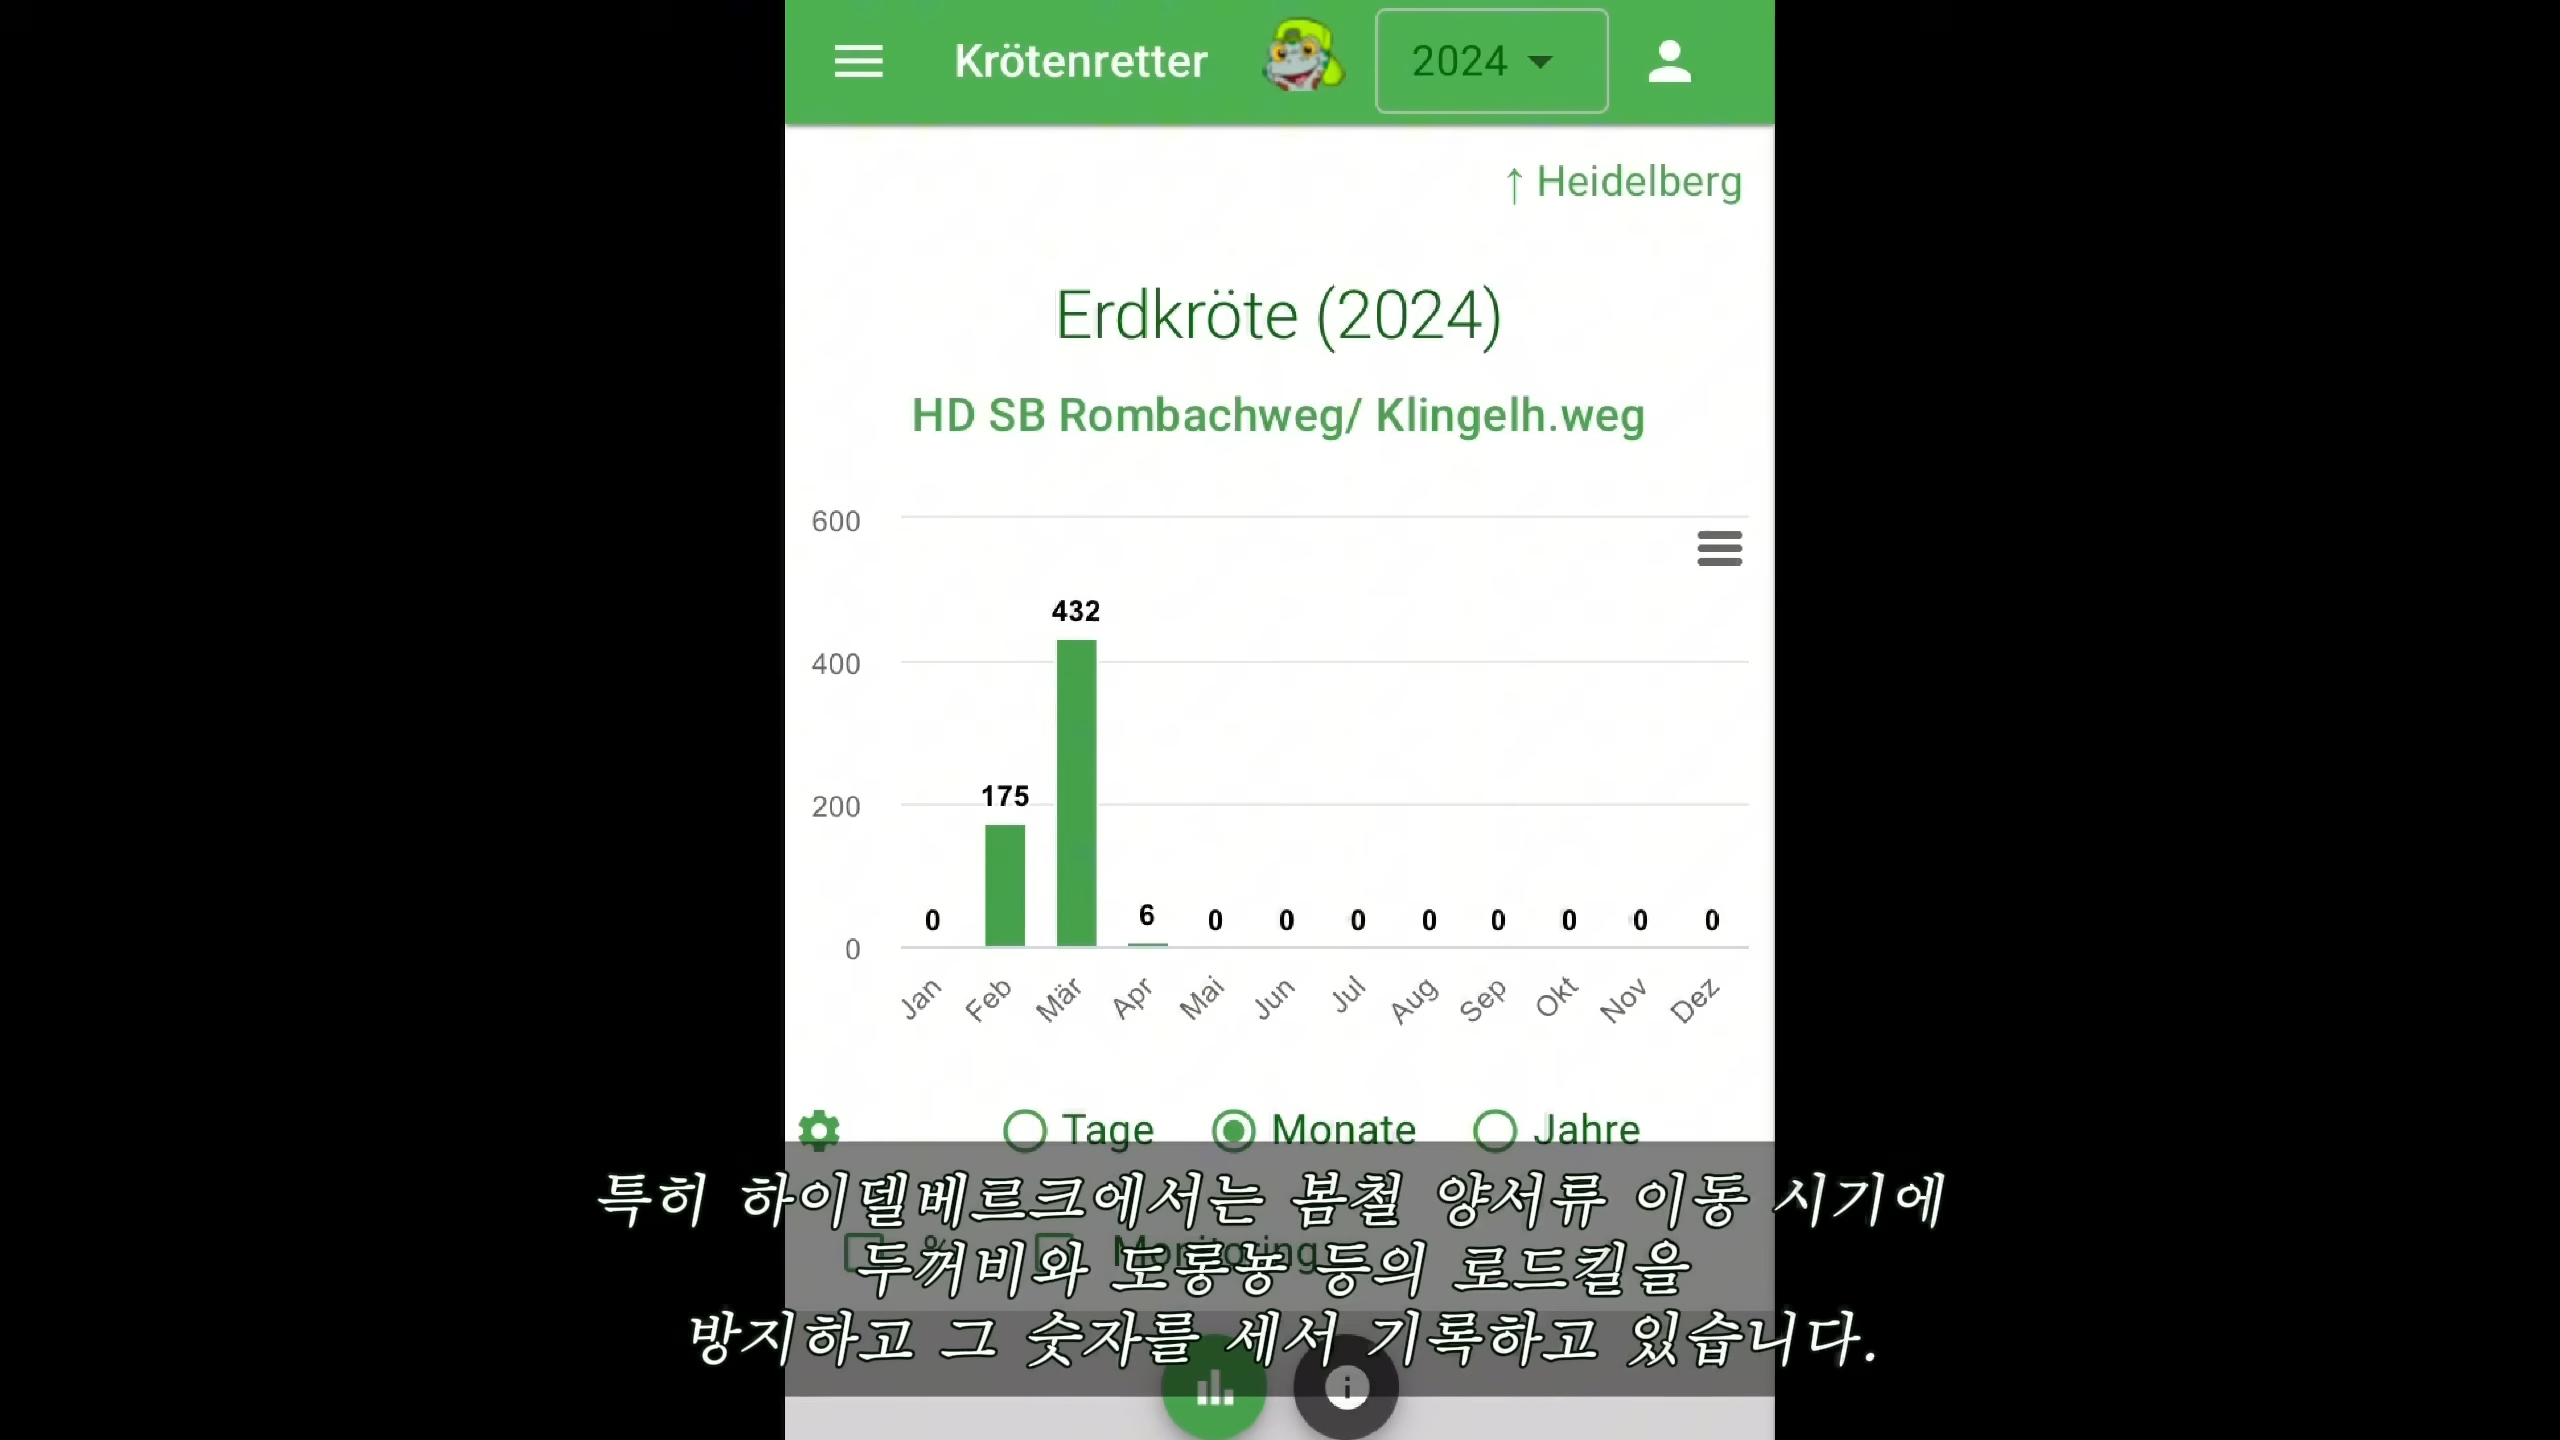 Krötenretter
2024
↑ Heidelberg
Erdkröte (2024)
HD SB Rombachweg/ Klingelh.weg
600
400
200
0
0 175 432 6 0 0 0 0 0 0 0 0
Jan Feb Mär Apr Mai Jun Jul Aug Sep Okt Nov Dez
Tage Monate Jahre
% Monitoring
특히 하이델베르크에서는 봄철 양서류 이동 시기에
두꺼비와 도롱뇽 등의 로드킬을
방지하고 그 숫자를 세서 기록하고 있습니다.